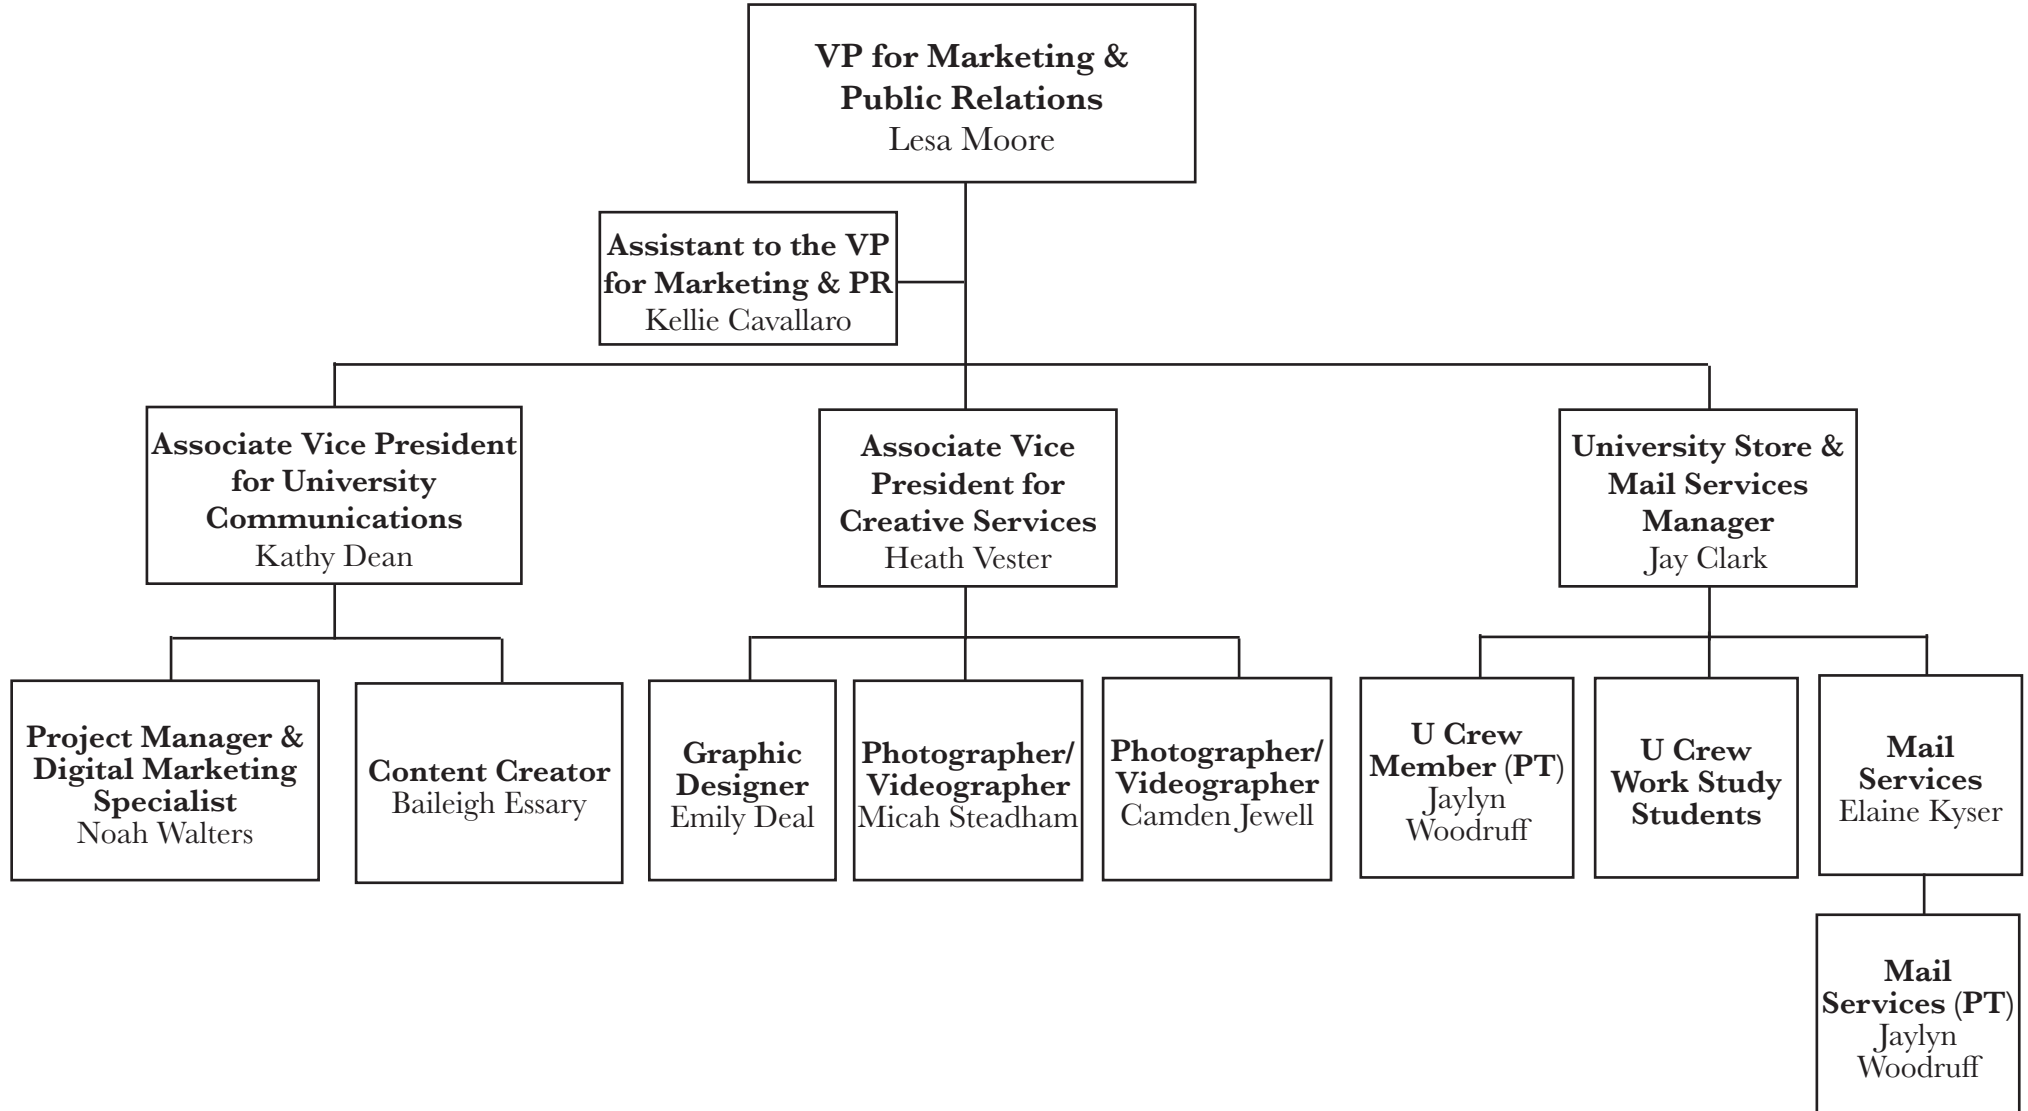 VP for Marketing &
Public Relations
Lesa Moore
Assistant to the VP
for Marketing & PR
Kellie Cavallaro
Associate Vice President
for University
Communications
Kathy Dean
Associate Vice
President for
Creative Services
Heath Vester
University Store &
Mail Services
Manager
Jay Clark
Project Manager &
Digital Marketing
Specialist
Noah Walters
Content Creator
Baileigh Essary
Graphic
Designer
Emily Deal
Photographer/
Videographer
Micah Steadham
Photographer/
Videographer
Camden Jewell
U Crew
Member (PT)
Jaylyn
Woodruff
U Crew
Work Study
Students
Mail
Services
Elaine Kyser
Mail
Services (PT)
Jaylyn
Woodruff